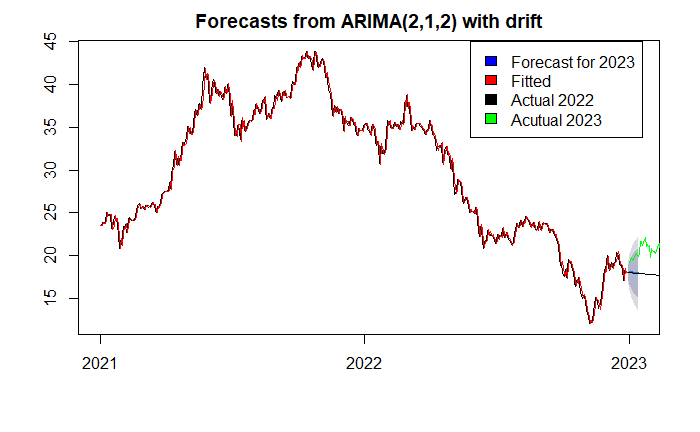 Forecasts from ARIMA(2,1,2) with drift
Forecast for 2023
Fitted
Actual 2022
Acutual 2023
45
40
35
30
25
20
15
2021
2022
2023